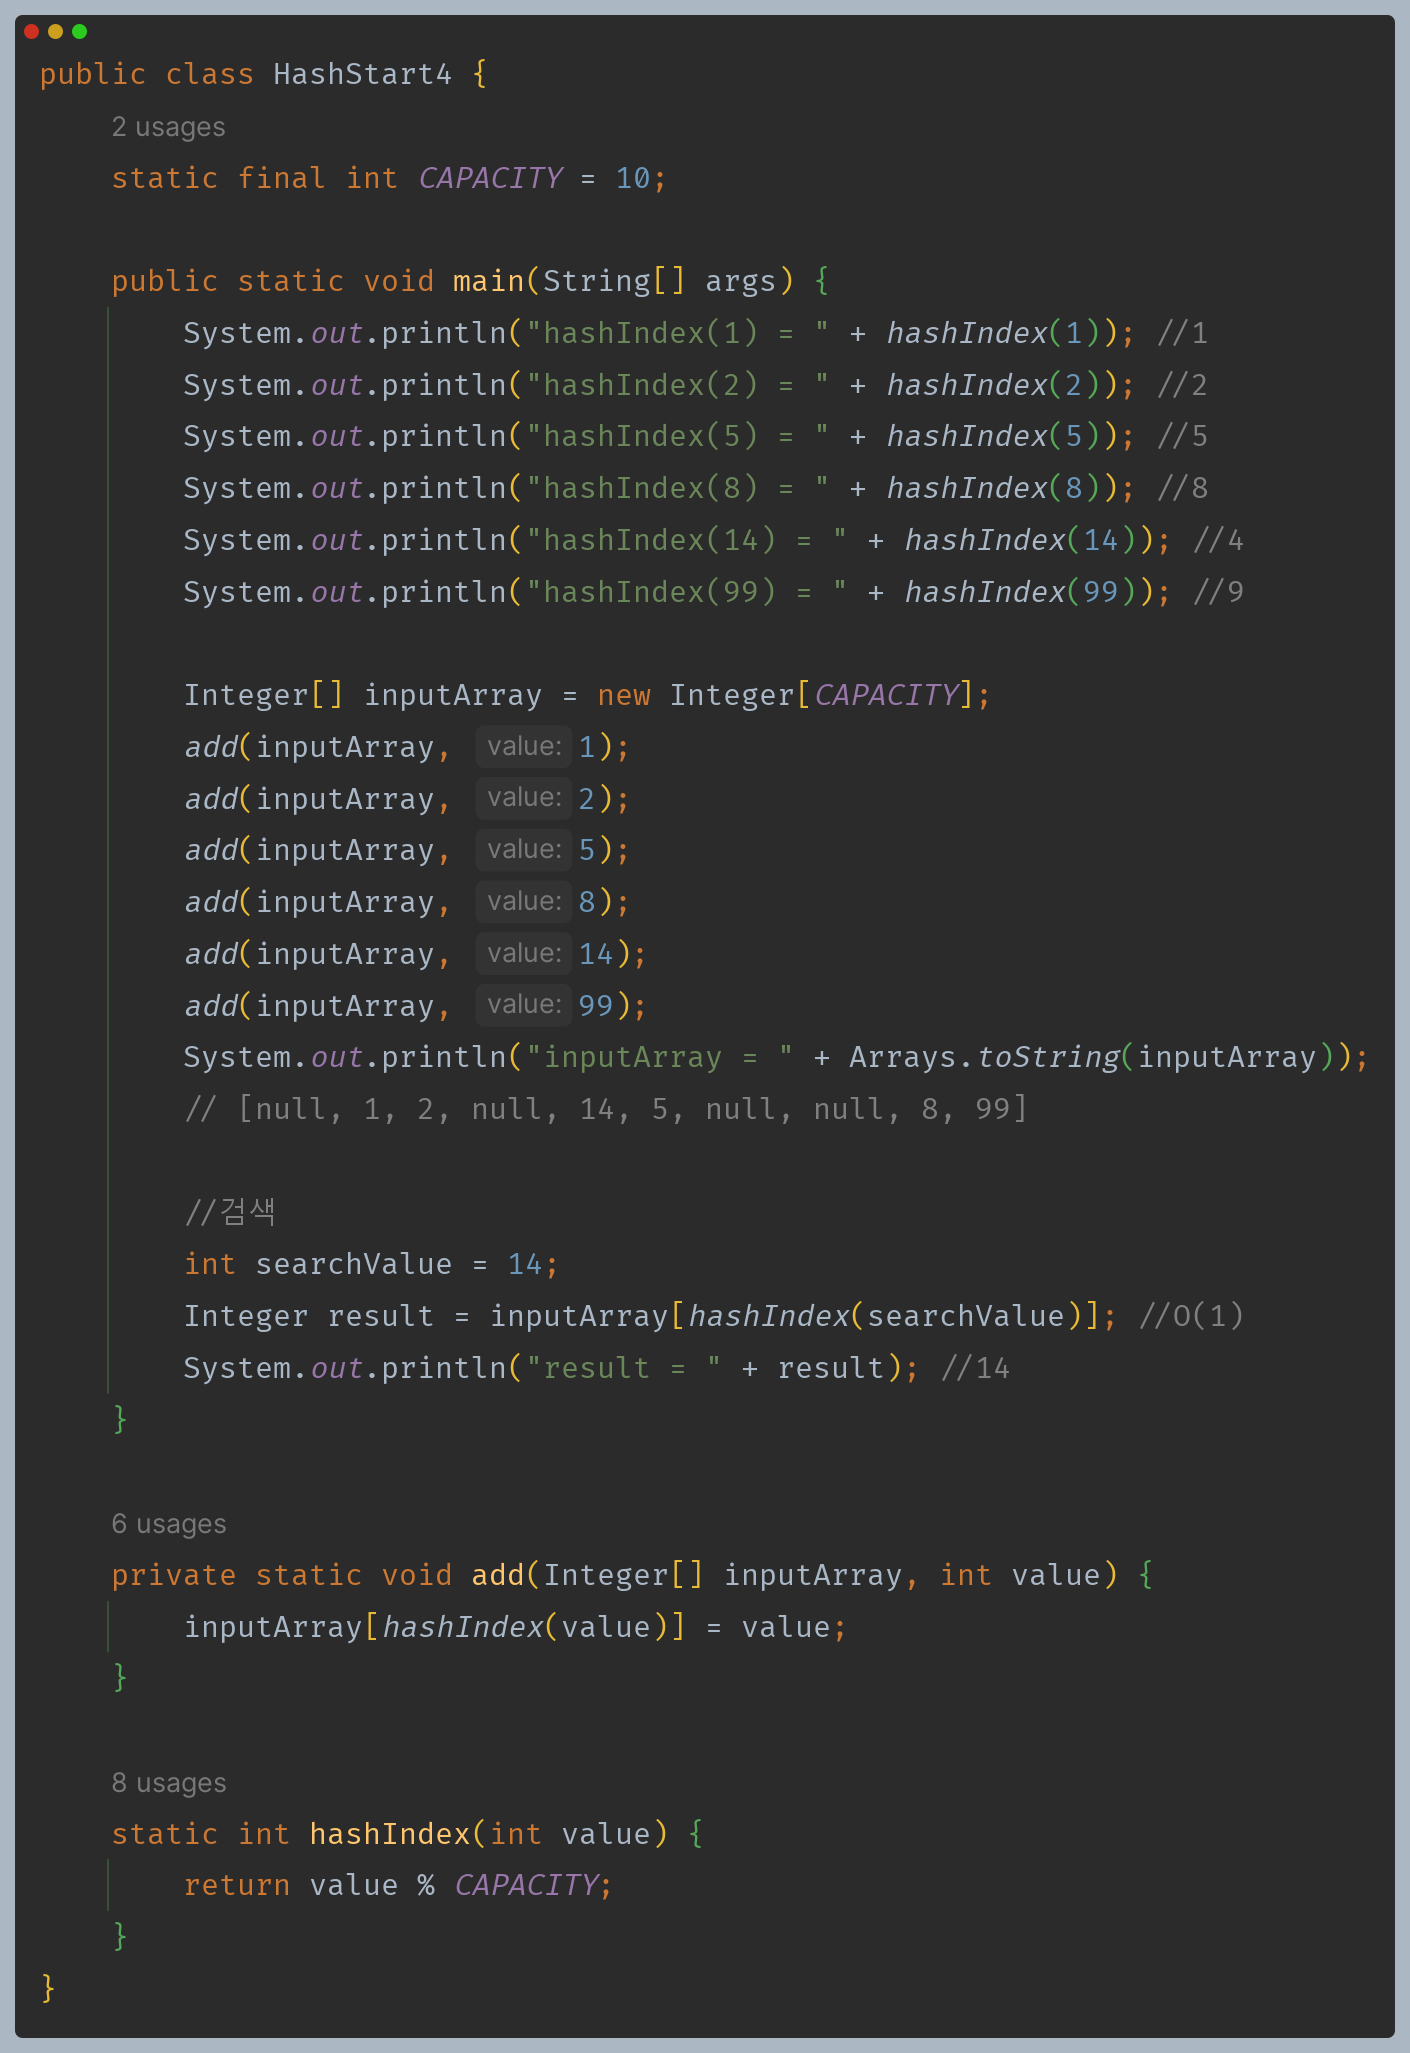 public class HashStart4 {
2 usages
static final int CAPACITY = 10;
public static void main(String[] args) {
System.out.println("hashIndex(1) = " + hashIndex(1)); //1
System.out.println("hashIndex(2) = " + hashIndex(2)); //2
System.out.println("hashIndex(5) = " + hashIndex(5)); //5
System.out.println("hashIndex(8) = " + hashIndex(8)); //8
System.out.println("hashIndex(14) = " + hashIndex(14)); //4
System.out.println("hashIndex(99) = " + hashIndex(99)); //9
Integer[] inputArray = new Integer[CAPACITY];
add(inputArray, value: 1);
add(inputArray, value: 2);
add(inputArray, value: 5);
add(inputArray, value: 8);
add(inputArray, value: 14);
add(inputArray, value: 99);
System.out.println("inputArray = " + Arrays.toString(inputArray));
// [null, 1, 2, null, 14, 5, null, null, 8, 99]
//검색
int searchValue = 14;
Integer result = inputArray[hashIndex(searchValue)]; //O(1)
System.out.println("result = " + result); //14
}
6 usages
private static void add(Integer[] inputArray, int value) {
inputArray[hashIndex(value)] = value;
}
8 usages
static int hashIndex(int value) {
return value % CAPACITY;
}
}